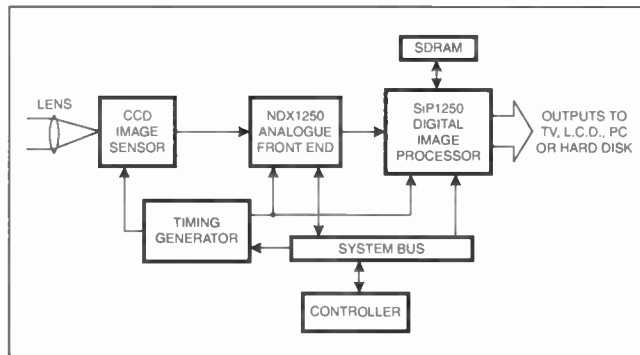 SDRAM
LENS
CCD
IMAGE
SENSOR
NDX1250
ANALOGUE
FRONT END
SiP1250
DIGITAL
IMAGE
PROCESSOR
OUTPUTS TO
TV, L.C.D., PC
OR HARD DISK
TIMING
GENERATOR
SYSTEM BUS
CONTROLLER